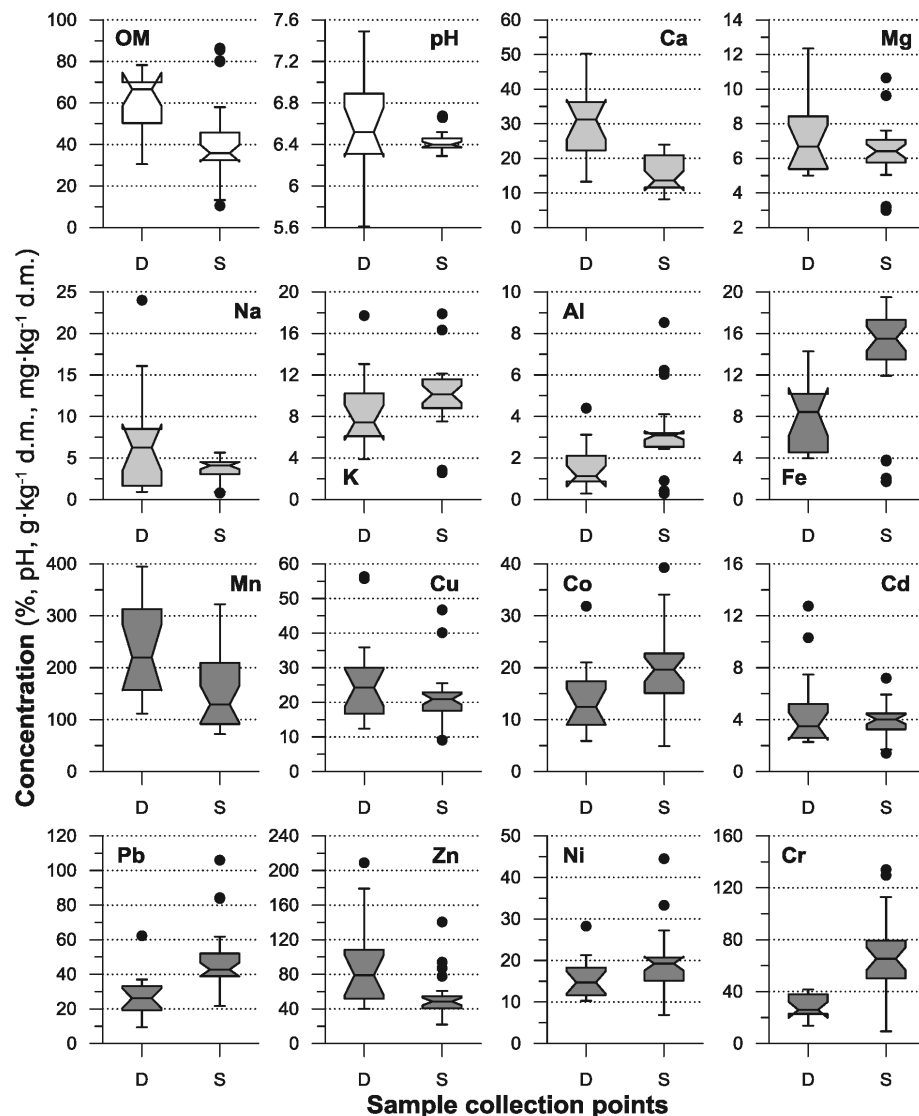 Concentration (%, pH, g·kg⁻¹ d.m., mg·kg⁻¹ d.m.)
OM
100
80
60
40
20
0
D S
pH
7.6
7.2
6.8
6.4
6
5.6
D S
Ca
60
50
40
30
20
10
0
D S
Mg
14
12
10
8
6
4
2
D S
Na
25
20
15
10
5
0
D S
K
20
16
12
8
4
0
D S
Al
10
8
6
4
2
0
D S
Fe
20
16
12
8
4
0
D S
Mn
400
300
200
100
0
D S
Cu
60
50
40
30
20
10
0
D S
Co
40
30
20
10
0
D S
Cd
16
12
8
4
0
D S
Pb
120
100
80
60
40
20
0
D S
Zn
240
200
160
120
80
40
0
D S
Ni
50
40
30
20
10
0
D S
Cr
160
120
80
40
0
D S
Sample collection points